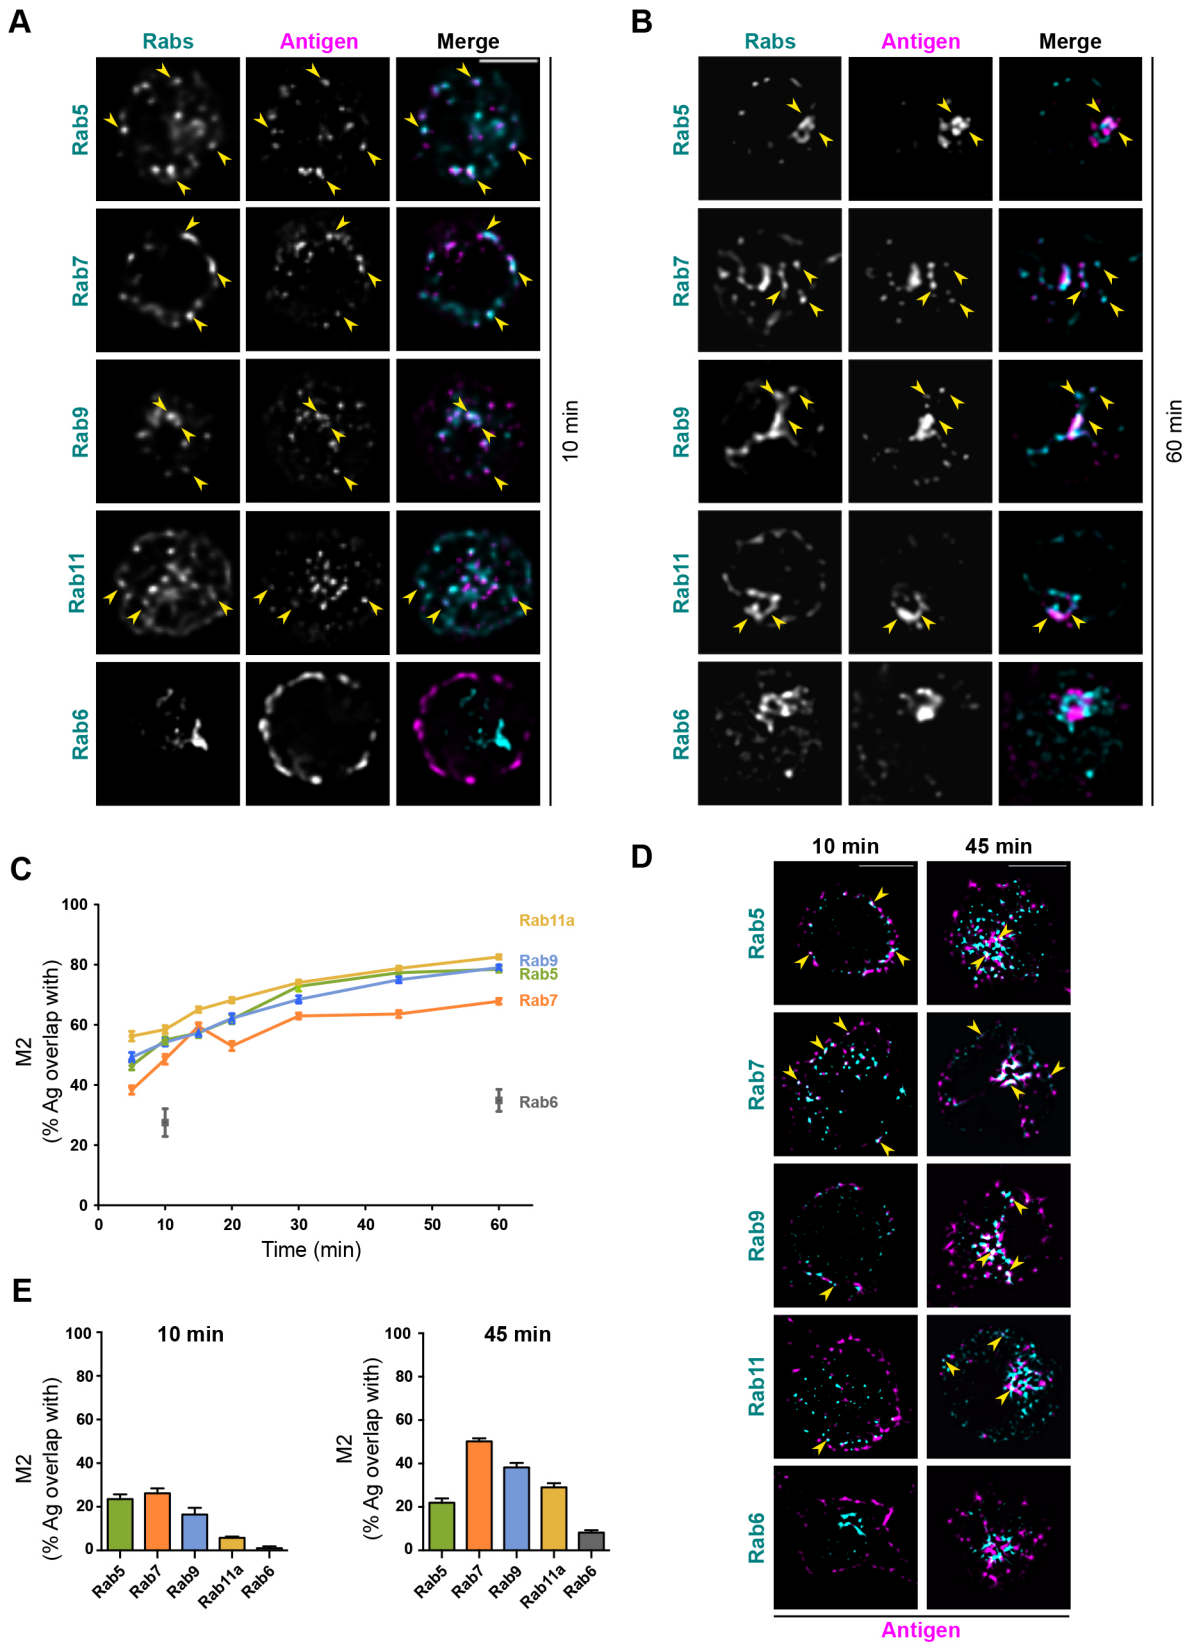 A
Rabs Antigen Merge
Rab5
Rab7
Rab9
Rab11
Rab6
10 min
B
Rabs Antigen Merge
Rab5
Rab7
Rab9
Rab11
Rab6
60 min
C
M2
(% Ag overlap with)
100
80
60
40
20
0
0 10 20 30 40 50 60
Time (min)
Rab11a
Rab9
Rab5
Rab7
Rab6
D
10 min 45 min
Rab5
Rab7
Rab9
Rab11
Rab6
Antigen
E
10 min
M2
(% Ag overlap with)
100
80
60
40
20
0
Rab5 Rab7 Rab9 Rab11a Rab6
45 min
M2
(% Ag overlap with)
100
80
60
40
20
0
Rab5 Rab7 Rab9 Rab11a Rab6